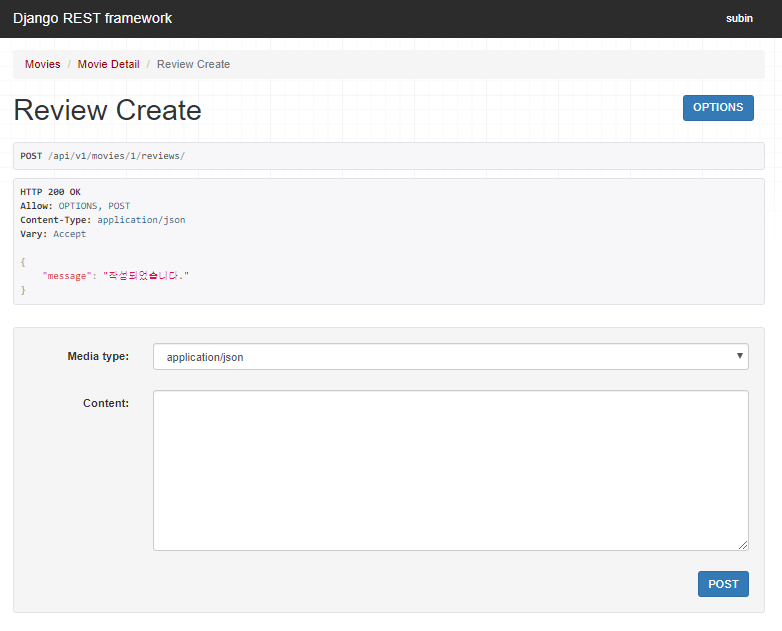 Django REST framework subin
Movies / Movie Detail / Review Create
Review Create
OPTIONS
POST /api/v1/movies/1/reviews/
HTTP 200 OK
Allow: OPTIONS, POST
Content-Type: application/json
Vary: Accept
{
"message": "작성되었습니다."
}
Media type: application/json
Content:
POST